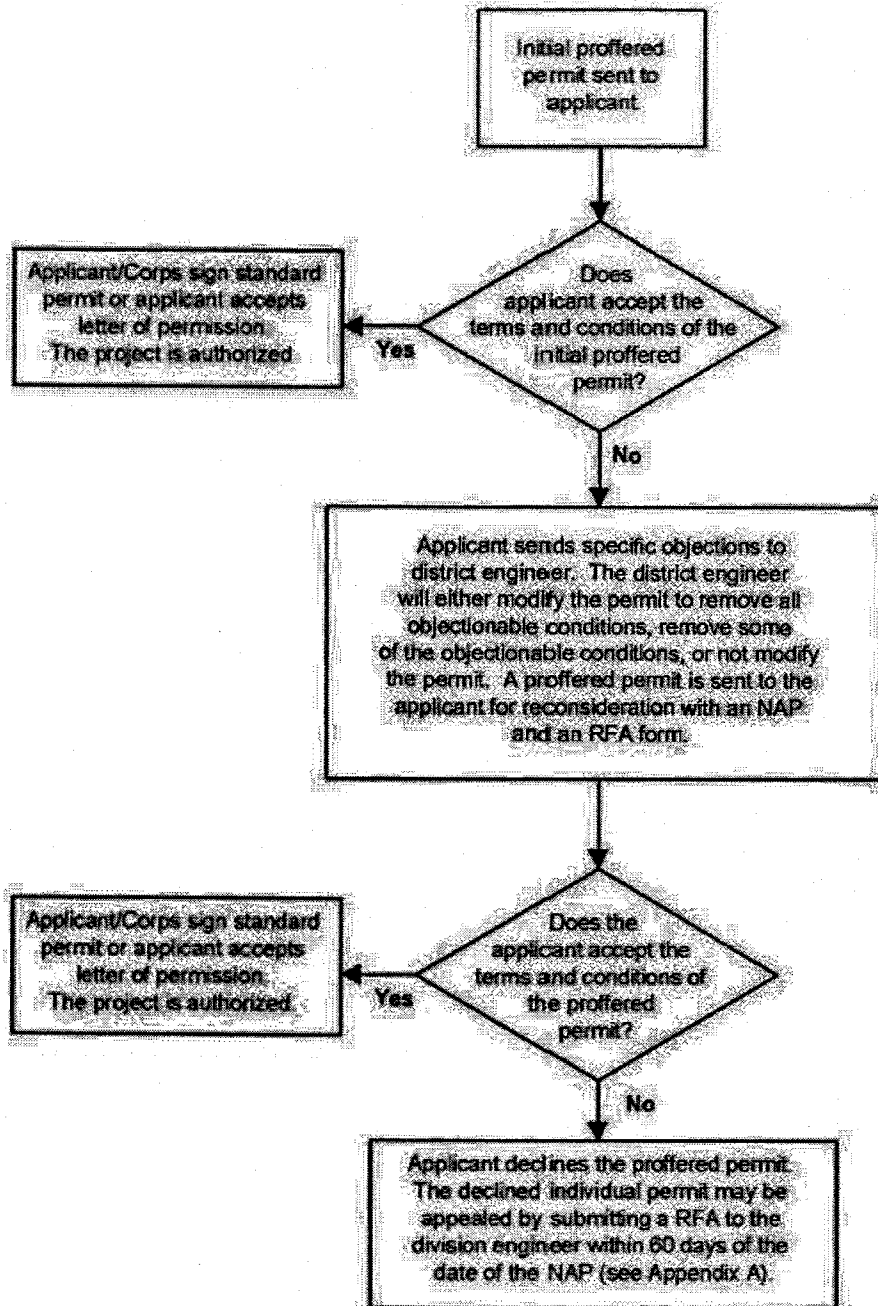 Initial proffered
permit sent to
applicant.
Does
applicant accept the
terms and conditions of the
initial proffered
permit?
Yes
Applicant/Corps sign standard
permit or applicant accepts
letter of permission.
The project is authorized.
No
Applicant sends specific objections to
district engineer. The district engineer
will either modify the permit to remove all
objectionable conditions, remove some
of the objectionable conditions, or not modify
the permit. A proffered permit is sent to the
applicant for reconsideration with an NAP
and an RFA form.
Does the
applicant accept the
terms and conditions of
the proffered
permit?
Yes
Applicant/Corps sign standard
permit or applicant accepts
letter of permission.
The project is authorized.
No
Applicant declines the proffered permit.
The declined individual permit may be
appealed by submitting a RFA to the
division engineer within 60 days of the
date of the NAP (see Appendix A).